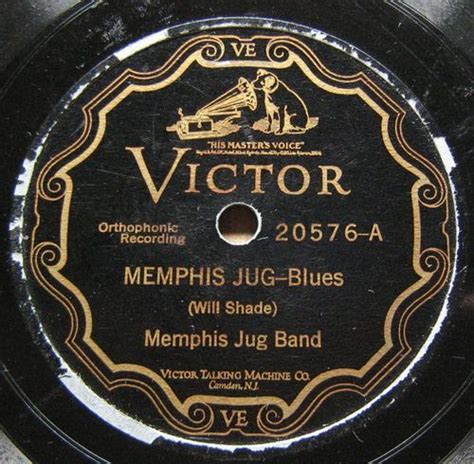 VE
"HIS MASTER'S VOICE"
VICTOR
Orthophonic
Recording
20576-A
MEMPHIS JUG-Blues
(Will Shade)
Memphis Jug Band
VICTOR TALKING MACHINE CO.
Camden, N.J.
VE